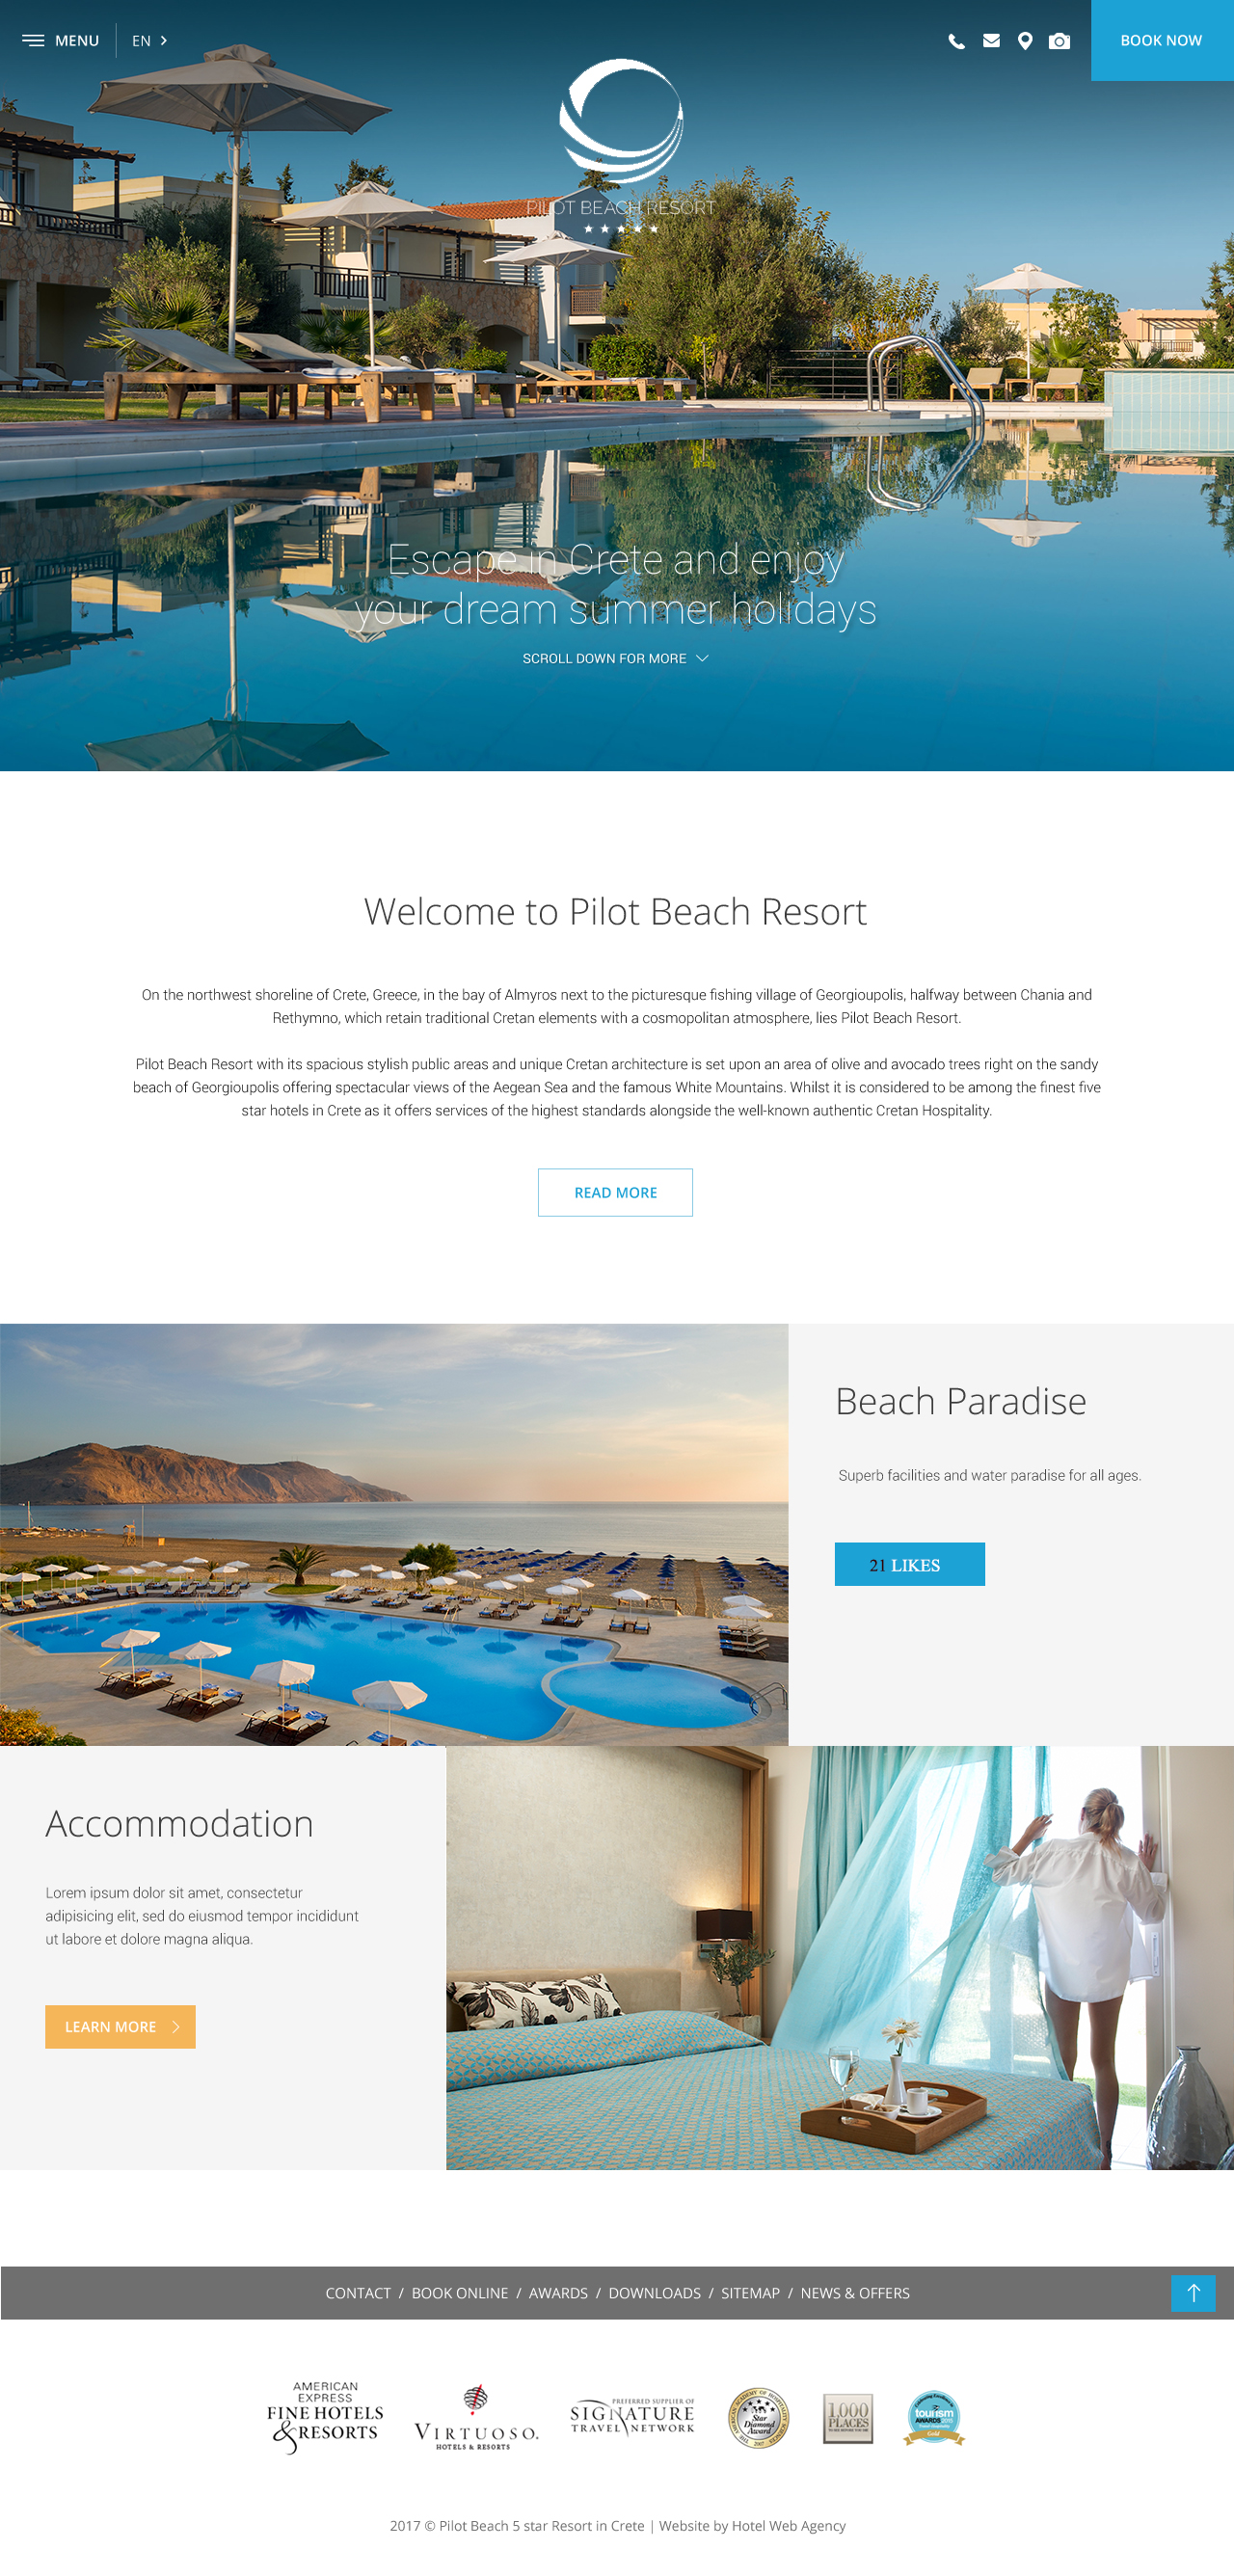 MENU EN BOOK NOW
PILOT BEACH RESORT
Escape in Crete and enjoy
your dream summer holidays
SCROLL DOWN FOR MORE
Welcome to Pilot Beach Resort
On the northwest shoreline of Crete, Greece, in the bay of Almyros next to the picturesque fishing village of Georgioupolis, halfway between Chania and
Rethymno, which retain traditional Cretan elements with a cosmopolitan atmosphere, lies Pilot Beach Resort.
Pilot Beach Resort with its spacious stylish public areas and unique Cretan architecture is set upon an area of olive and avocado trees right on the sandy
beach of Georgioupolis offering spectacular views of the Aegean Sea and the famous White Mountains. Whilst it is considered to be among the finest five
star hotels in Crete as it offers services of the highest standards alongside the well-known authentic Cretan Hospitality.
READ MORE
Beach Paradise
Superb facilities and water paradise for all ages.
21 LIKES
Accommodation
Lorem ipsum dolor sit amet, consectetur
adipisicing elit, sed do eiusmod tempor incididunt
ut labore et dolore magna aliqua.
LEARN MORE
CONTACT / BOOK ONLINE / AWARDS / DOWNLOADS / SITEMAP / NEWS & OFFERS
AMERICAN
EXPRESS
FINE HOTELS
& RESORTS
VIRTUOSO
HOTELS & RESORTS
PREFERRED SUPPLIER OF
SIGNATURE
TRAVEL NETWORK
Star
Diamond
Award
1,000
PLACES
tourism
AWARDS
Gold
2017 © Pilot Beach 5 star Resort in Crete | Website by Hotel Web Agency